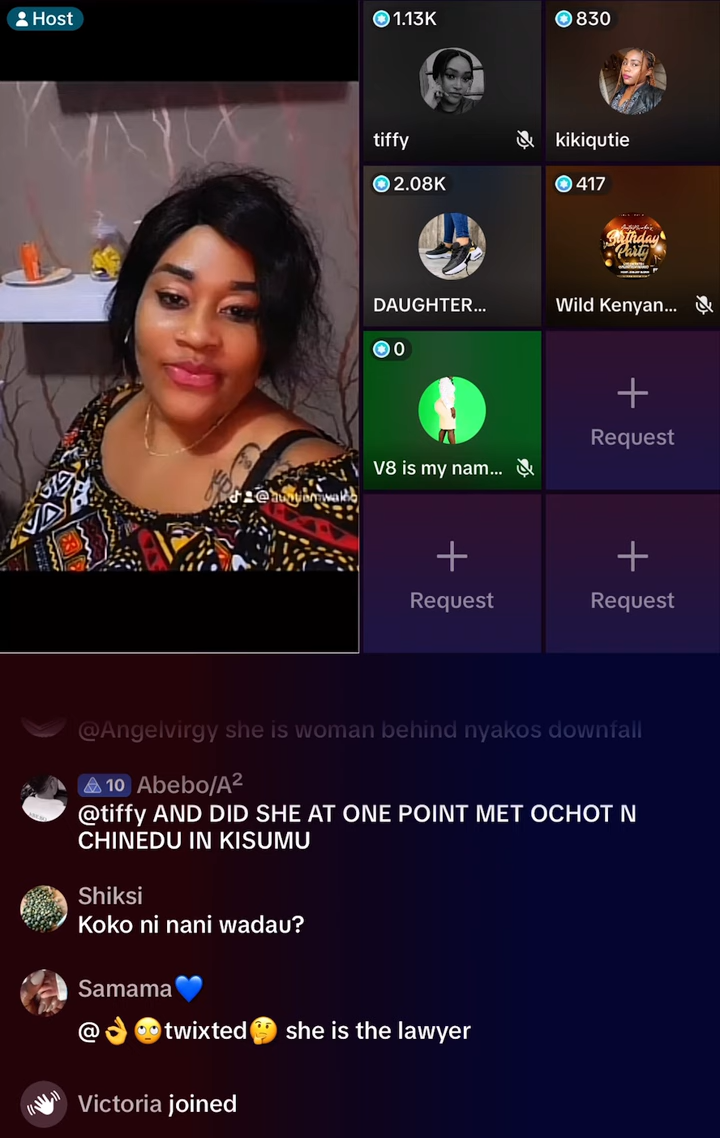 Host
1.13K
830
tiffy
kikiqutie
2.08K
417
Birthday
Party
DAUGHTER...
Wild Kenyan...
0
V8 is my nam...
Request
Request
Request
@Angelvirgy she is woman behind nyakos downfall
10 Abebo/A²
@tiffy AND DID SHE AT ONE POINT MET OCHOT N
CHINEDU IN KISUMU
Shiksi
Koko ni nani wadau?
Samama💙
@👌🙄twixted🤔 she is the lawyer
Victoria joined